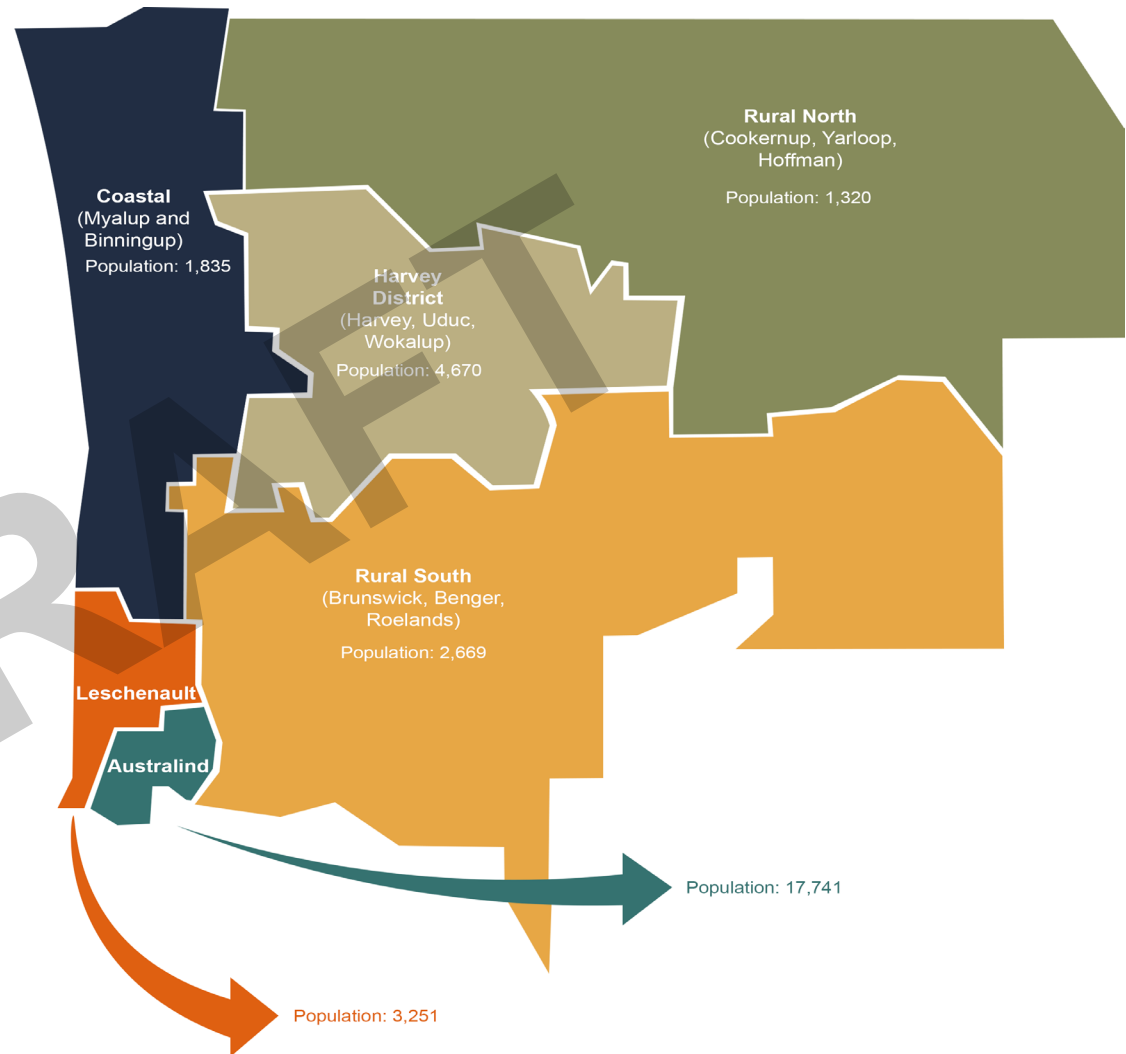 Rural North
(Cookernup, Yarloop,
Hoffman)
Population: 1,320
Coastal
(Myalup and
Binningup)
Population: 1,835
Harvey
District
(Harvey, Uduc,
Wokalup)
Population: 4,670
Rural South
(Brunswick, Benger,
Roelands)
Population: 2,669
Leschenault
Australind
Population: 17,741
Population: 3,251
RAFT